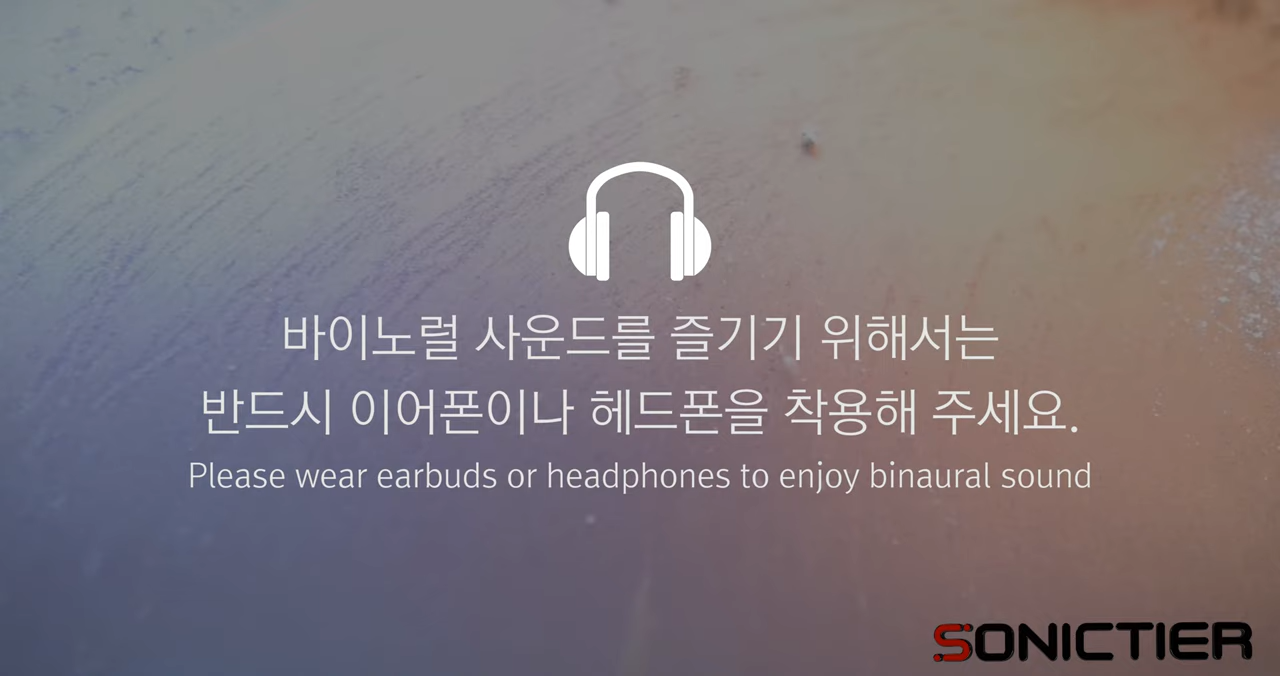 바이노럴 사운드를 즐기기 위해서는
반드시 이어폰이나 헤드폰을 착용해 주세요.
Please wear earbuds or headphones to enjoy binaural sound
SONICTIER